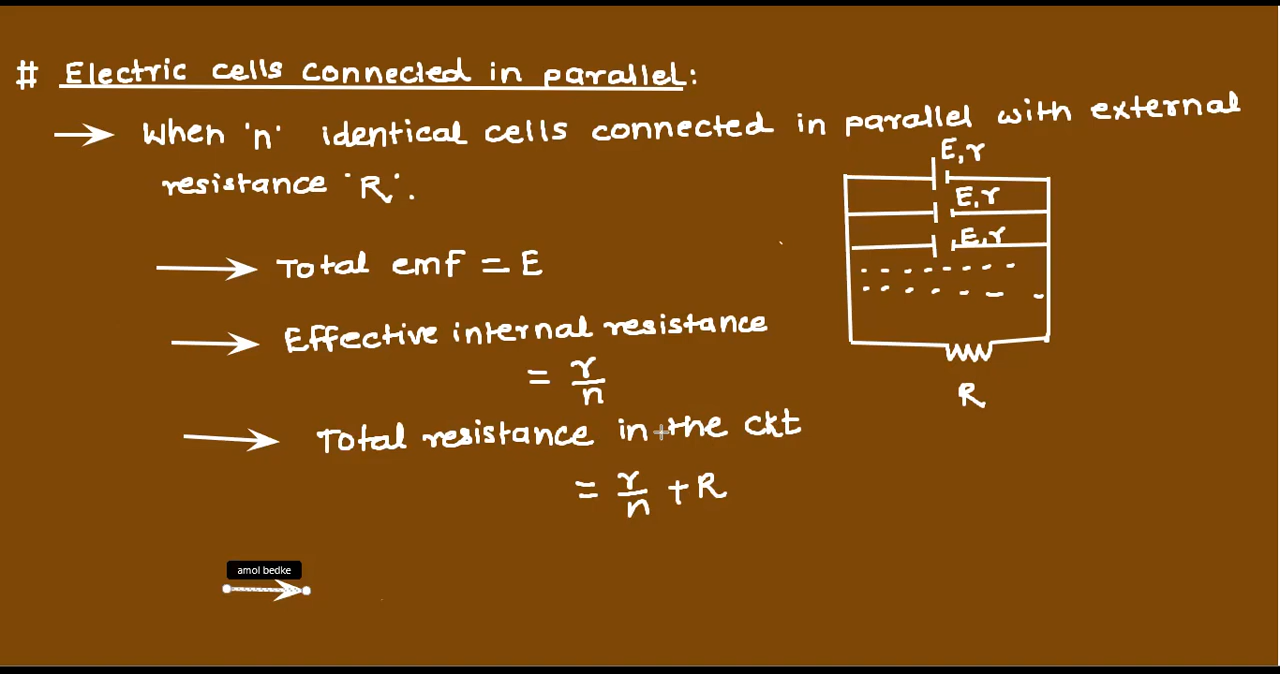 # Electric cells connected in parallel:
→ When 'n' identical cells connected in parallel with external
resistance 'R'.
E, r
E, r
E, r
R
→ Total emf = E
→ Effective internal resistance
= r/n
→ Total resistance in the ckt
= r/n + R
amol bedke
→